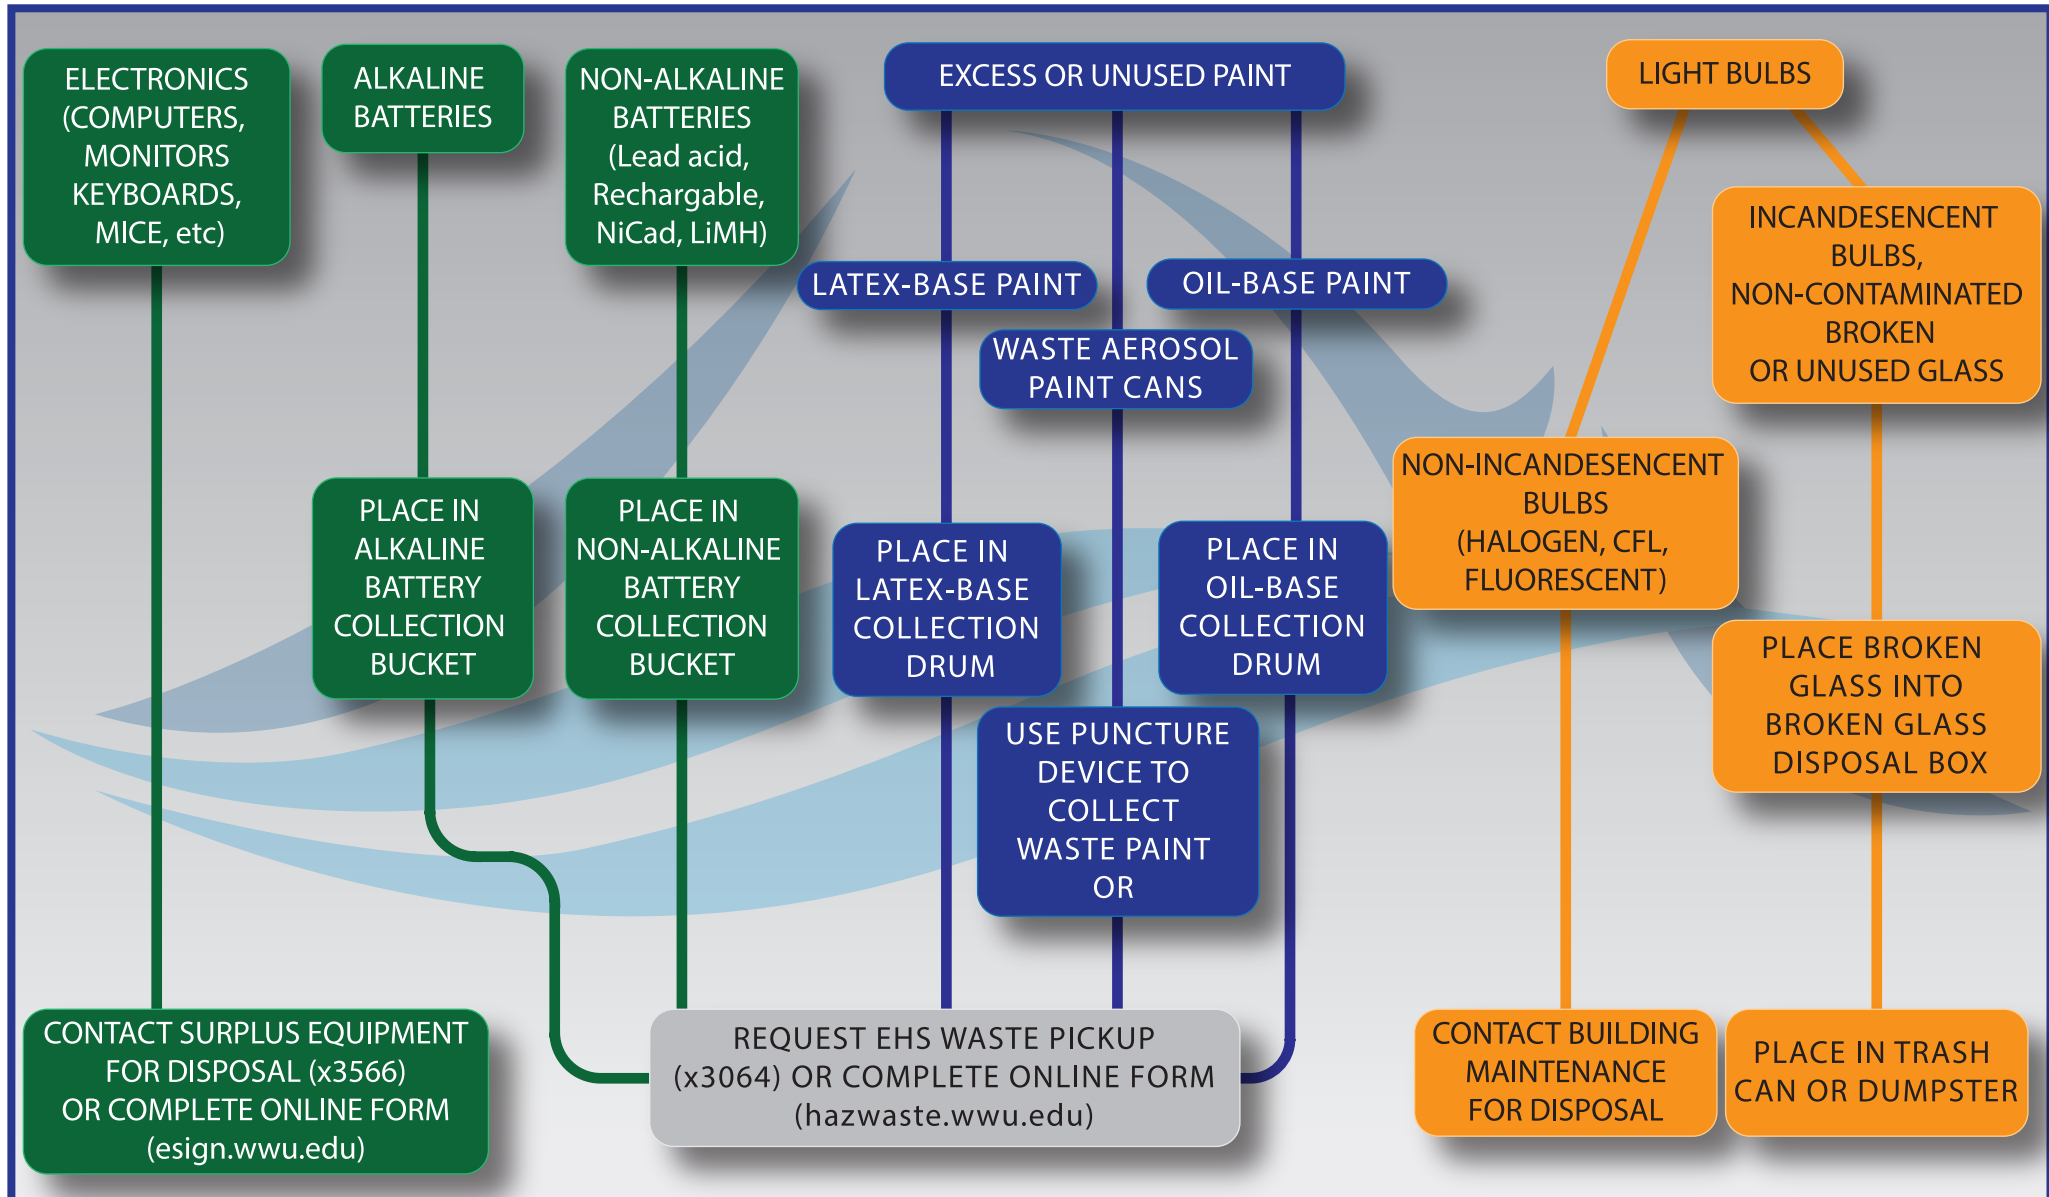 ELECTRONICS
(COMPUTERS,
MONITORS
KEYBOARDS,
MICE, etc)
ALKALINE
BATTERIES
NON-ALKALINE
BATTERIES
(Lead acid,
Rechargable,
NiCad, LiMH)
EXCESS OR UNUSED PAINT
LIGHT BULBS
LATEX-BASE PAINT
OIL-BASE PAINT
WASTE AEROSOL
PAINT CANS
INCANDESENCENT
BULBS,
NON-CONTAMINATED
BROKEN
OR UNUSED GLASS
NON-INCANDESENCENT
BULBS
(HALOGEN, CFL,
FLUORESCENT)
PLACE IN
ALKALINE
BATTERY
COLLECTION
BUCKET
PLACE IN
NON-ALKALINE
BATTERY
COLLECTION
BUCKET
PLACE IN
LATEX-BASE
COLLECTION
DRUM
PLACE IN
OIL-BASE
COLLECTION
DRUM
USE PUNCTURE
DEVICE TO
COLLECT
WASTE PAINT
OR
PLACE BROKEN
GLASS INTO
BROKEN GLASS
DISPOSAL BOX
CONTACT SURPLUS EQUIPMENT
FOR DISPOSAL (x3566)
OR COMPLETE ONLINE FORM
(esign.wwu.edu)
REQUEST EHS WASTE PICKUP
(x3064) OR COMPLETE ONLINE FORM
(hazwaste.wwu.edu)
CONTACT BUILDING
MAINTENANCE
FOR DISPOSAL
PLACE IN TRASH
CAN OR DUMPSTER